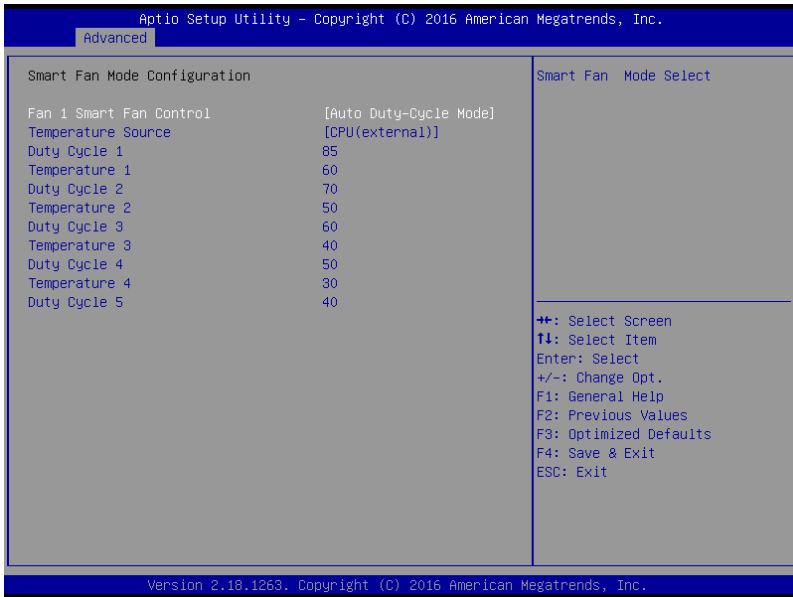 Aptio Setup Utility – Copyright (C) 2016 American Megatrends, Inc.
Advanced
Smart Fan Mode Configuration
Fan 1 Smart Fan Control [Auto Duty-Cycle Mode]
Temperature Source [CPU(external)]
Duty Cycle 1 85
Temperature 1 60
Duty Cycle 2 70
Temperature 2 50
Duty Cycle 3 60
Temperature 3 40
Duty Cycle 4 50
Temperature 4 30
Duty Cycle 5 40
Smart Fan Mode Select
→←: Select Screen
↑↓: Select Item
Enter: Select
+/-: Change Opt.
F1: General Help
F2: Previous Values
F3: Optimized Defaults
F4: Save & Exit
ESC: Exit
Version 2.18.1263. Copyright (C) 2016 American Megatrends, Inc.